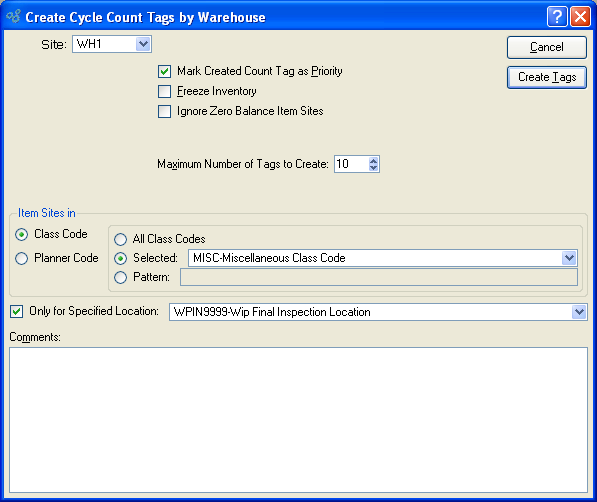 Create Cycle Count Tags by Warehouse
Site: WH1
Cancel
Mark Created Count Tag as Priority
Create Tags
Freeze Inventory
Ignore Zero Balance Item Sites
Maximum Number of Tags to Create: 10
Item Sites in
Class Code
All Class Codes
Planner Code
Selected: MISC-Miscellaneous Class Code
Pattern:
Only for Specified Location: WPIN9999-Wip Final Inspection Location
Comments: